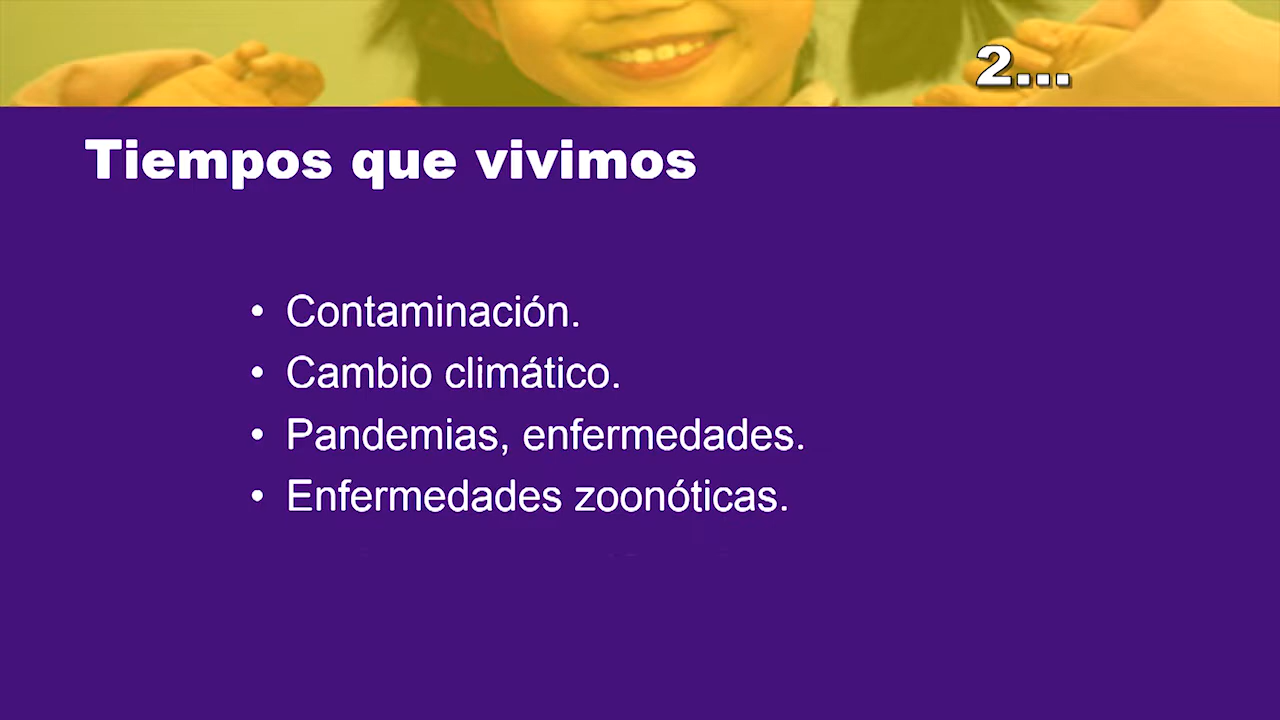 2...
Tiempos que vivimos
• Contaminación.
• Cambio climático.
• Pandemias, enfermedades.
• Enfermedades zoonóticas.